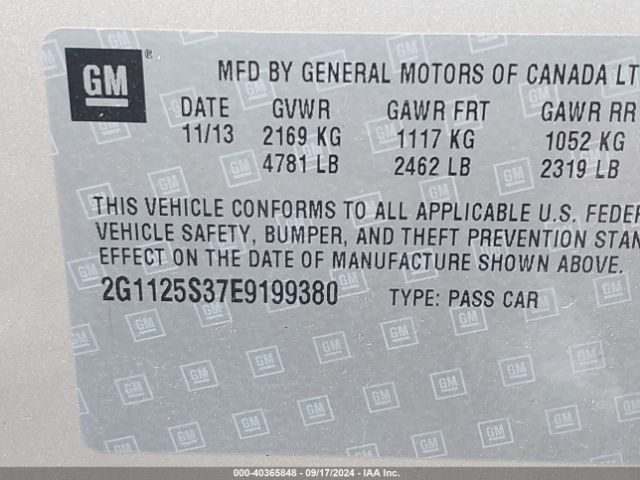 GM ®
MFD BY GENERAL MOTORS OF CANADA LT
DATE GVWR GAWR FRT GAWR RR
11/13 2169 KG 1117 KG 1052 KG
4781 LB 2462 LB 2319 LB
THIS VEHICLE CONFORMS TO ALL APPLICABLE U.S. FEDER
VEHICLE SAFETY, BUMPER, AND THEFT PREVENTION STAN
EFFECT ON THE DATE OF MANUFACTURE SHOWN ABOVE.
2G1125S37E9199380 TYPE: PASS CAR
000-40365848 - 09/17/2024 - IAA Inc.